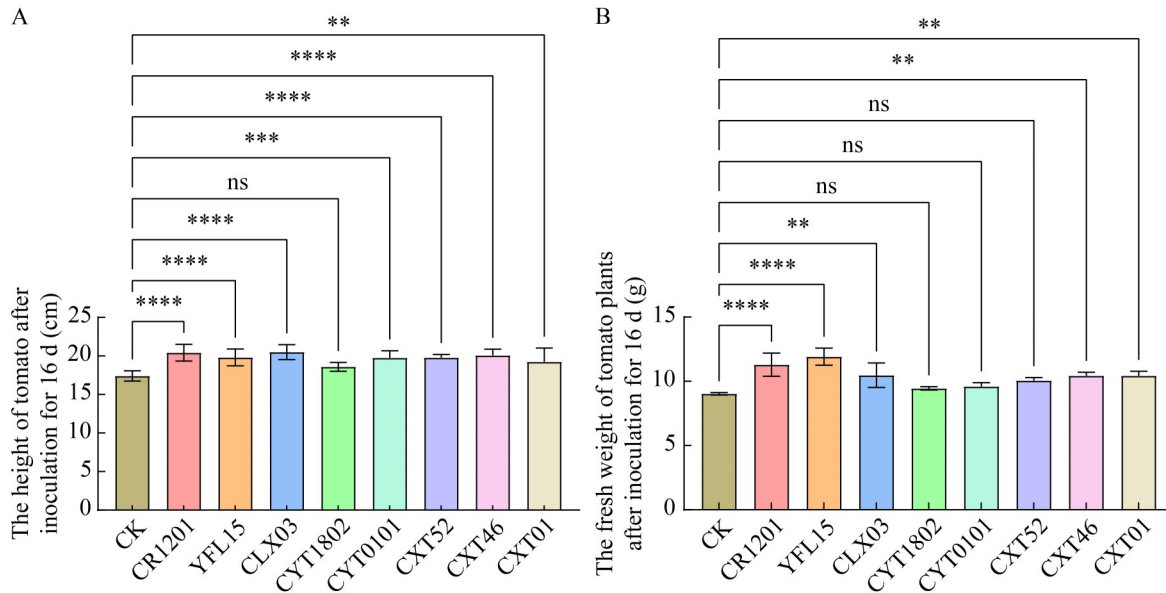 A
**
****
****
***
ns
****
****
****
The height of tomato after
inoculation for 16 d (cm)
25
20
15
10
5
0
CK
CR1201
YFL15
CLX03
CYT1802
CYT0101
CXT52
CXT46
CXT01
B
**
**
ns
ns
ns
**
****
****
The fresh weight of tomato plants
after inoculation for 16 d (g)
15
10
5
0
CK
CR1201
YFL15
CLX03
CYT1802
CYT0101
CXT52
CXT46
CXT01